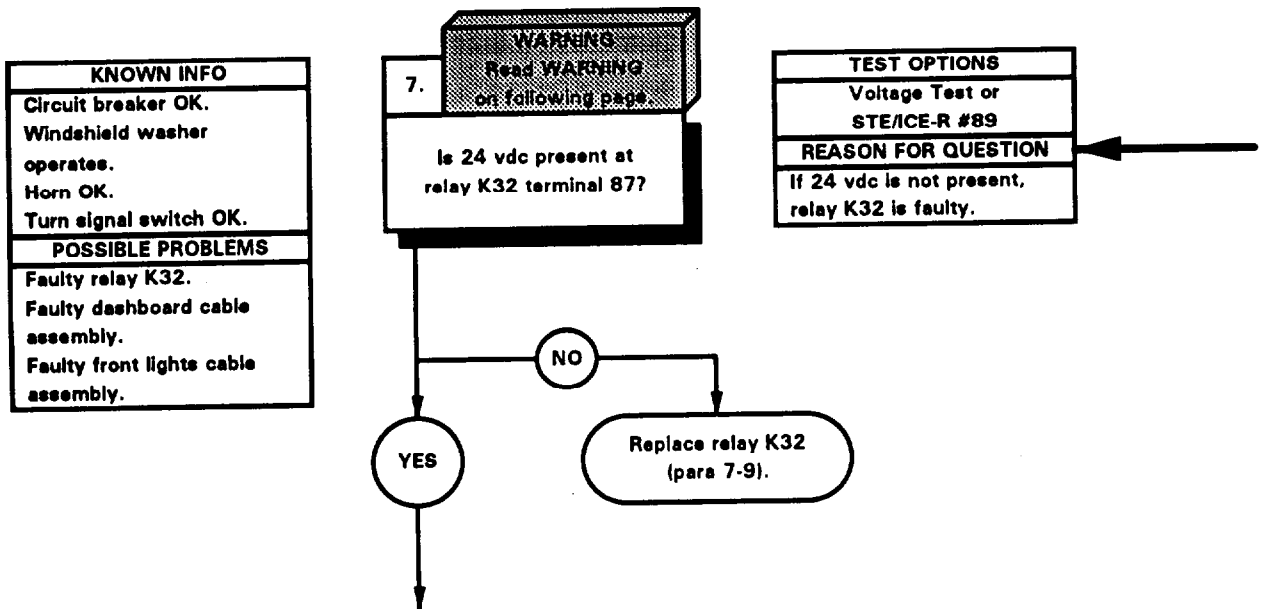 KNOWN INFO
Circuit breaker OK.
Windshield washer
operates.
Horn OK.
Turn signal switch OK.
POSSIBLE PROBLEMS
Faulty relay K32.
Faulty dashboard cable
assembly.
Faulty front lights cable
assembly.
WARNING
Read WARNING
on following page.
7.
Is 24 vdc present at
relay K32 terminal 87?
TEST OPTIONS
Voltage Test or
STE/ICE-R #89
REASON FOR QUESTION
If 24 vdc is not present,
relay K32 is faulty.
NO
YES
Replace relay K32
(para 7-9).